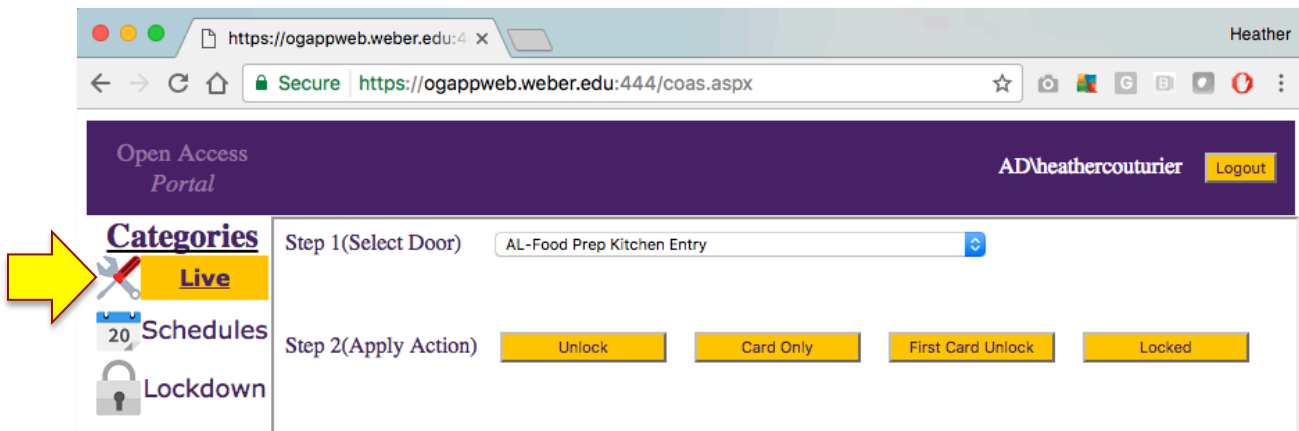 https://ogappweb.weber.edu:4
Heather
Secure https://ogappweb.weber.edu:444/coas.aspx
G
B
Open Access
Portal
AD\heathercouturier
Logout
Categories
Live
20 Schedules
Lockdown
Step 1(Select Door)
AL-Food Prep Kitchen Entry
Step 2(Apply Action)
Unlock
Card Only
First Card Unlock
Locked